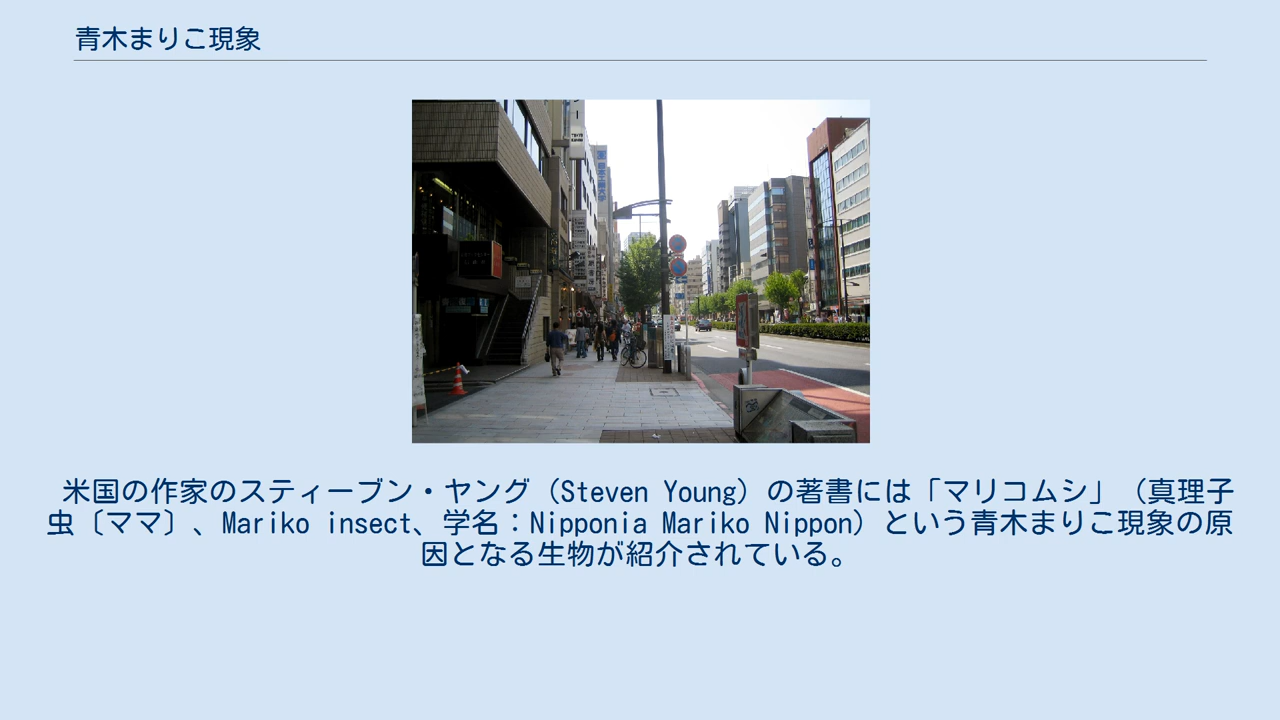 青木まりこ現象
米国の作家のスティーブン・ヤング（Steven Young）の著書には「マリコムシ」（真理子
虫〔ママ〕、Mariko insect、学名：Nipponia Mariko Nippon）という青木まりこ現象の原
因となる生物が紹介されている。